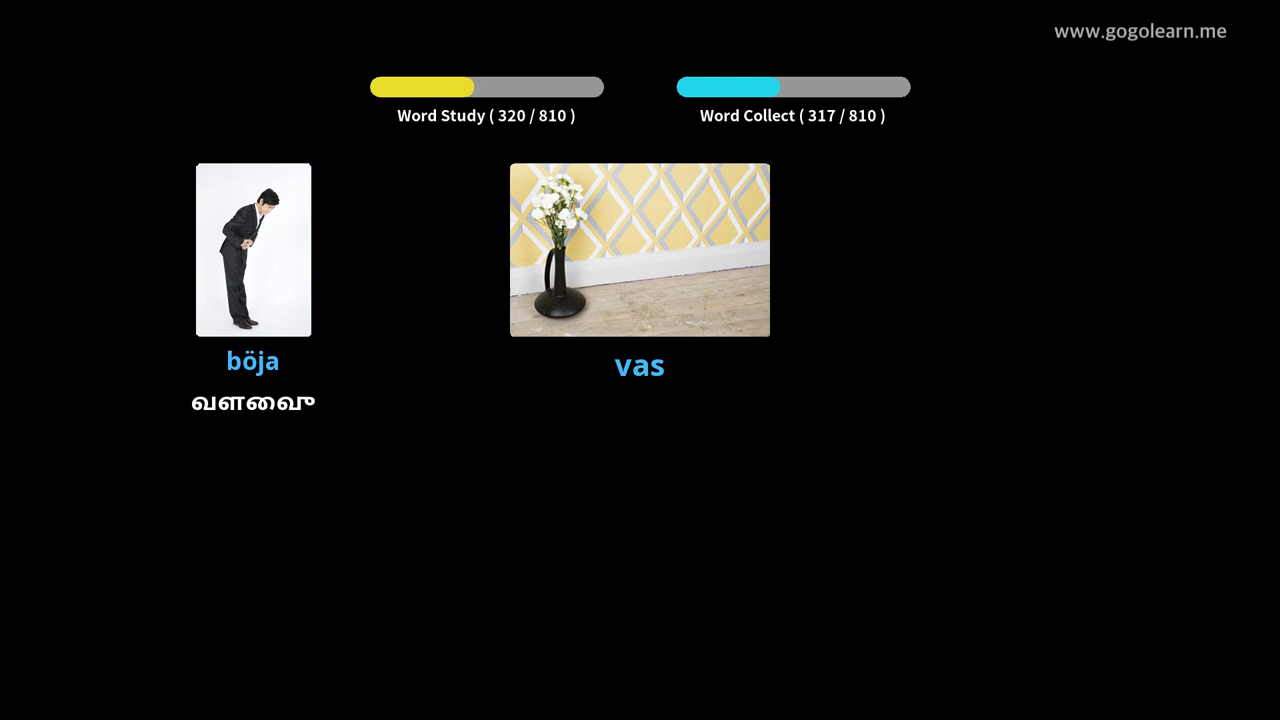 www.gogolearn.me
Word Study ( 320 / 810 )
Word Collect ( 317 / 810 )
böja
vas
வளைவு